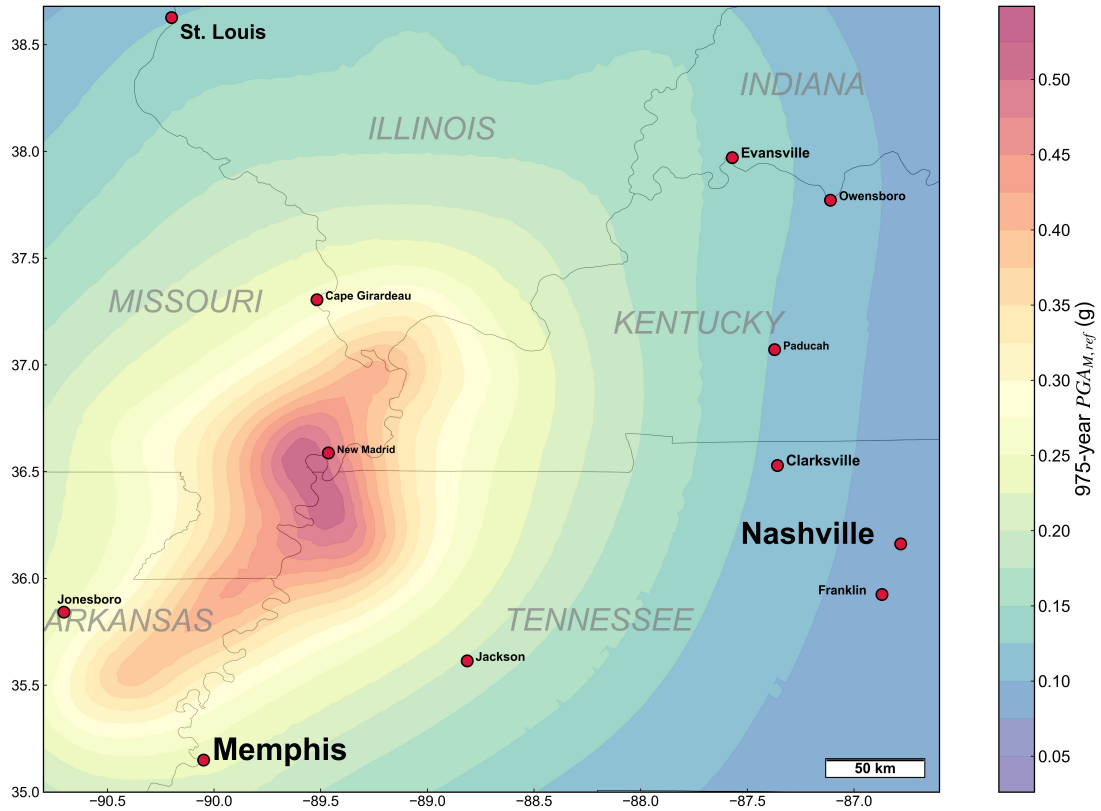 38.5
38.0
37.5
37.0
36.5
36.0
35.5
35.0
−90.5
−90.0
−89.5
−89.0
−88.5
−88.0
−87.5
−87.0
St. Louis
INDIANA
ILLINOIS
Evansville
Owensboro
MISSOURI
Cape Girardeau
KENTUCKY
Paducah
New Madrid
Clarksville
Nashville
Franklin
Jonesboro
ARKANSAS
TENNESSEE
Jackson
Memphis
50 km
0.50
0.45
0.40
0.35
0.30
0.25
0.20
0.15
0.10
0.05
975-year PGA_{M,ref} (g)